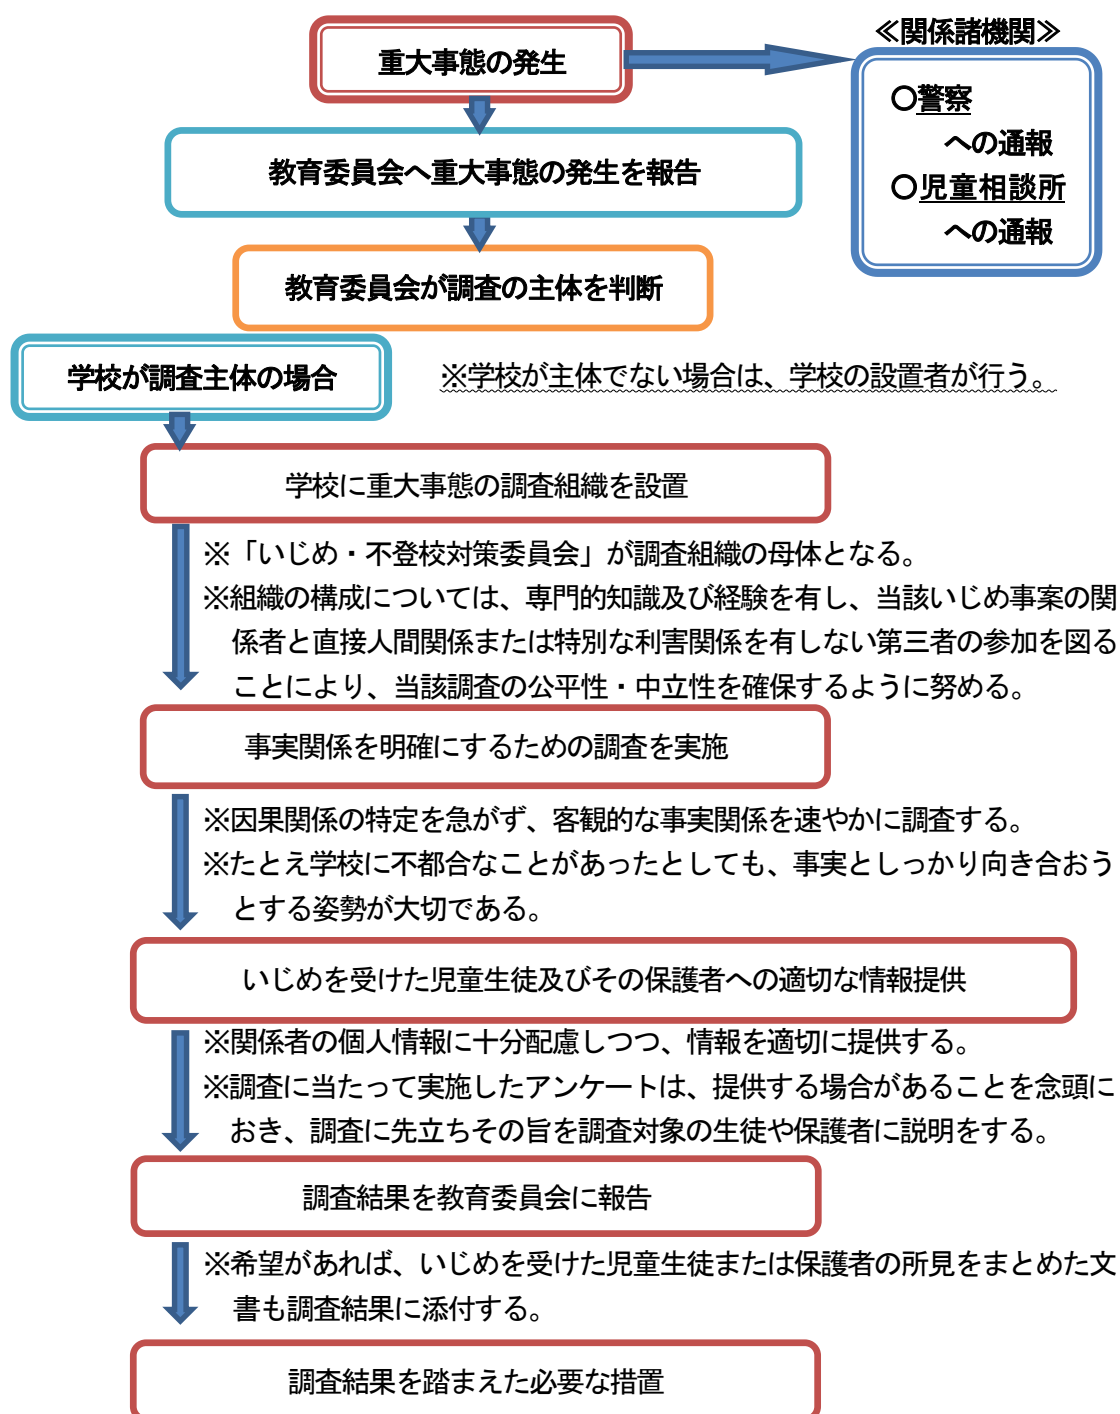 ≪関係諸機関≫
重大事態の発生
〇警察
への通報
〇児童相談所
への通報
教育委員会へ重大事態の発生を報告
教育委員会が調査の主体を判断
学校が調査主体の場合
※学校が主体でない場合は、学校の設置者が行う。
学校に重大事態の調査組織を設置
※「いじめ・不登校対策委員会」が調査組織の母体となる。
※組織の構成については、専門的知識及び経験を有し、当該いじめ事案の関
係者と直接人間関係または特別な利害関係を有しない第三者の参加を図る
ことにより、当該調査の公平性・中立性を確保するように努める。
事実関係を明確にするための調査を実施
※因果関係の特定を急がず、客観的な事実関係を速やかに調査する。
※たとえ学校に不都合なことがあったとしても、事実としっかり向き合おう
とする姿勢が大切である。
いじめを受けた児童生徒及びその保護者への適切な情報提供
※関係者の個人情報に十分配慮しつつ、情報を適切に提供する。
※調査に当たって実施したアンケートは、提供する場合があることを念頭に
おき、調査に先立ちその旨を調査対象の生徒や保護者に説明をする。
調査結果を教育委員会に報告
※希望があれば、いじめを受けた児童生徒または保護者の所見をまとめた文
書も調査結果に添付する。
調査結果を踏まえた必要な措置